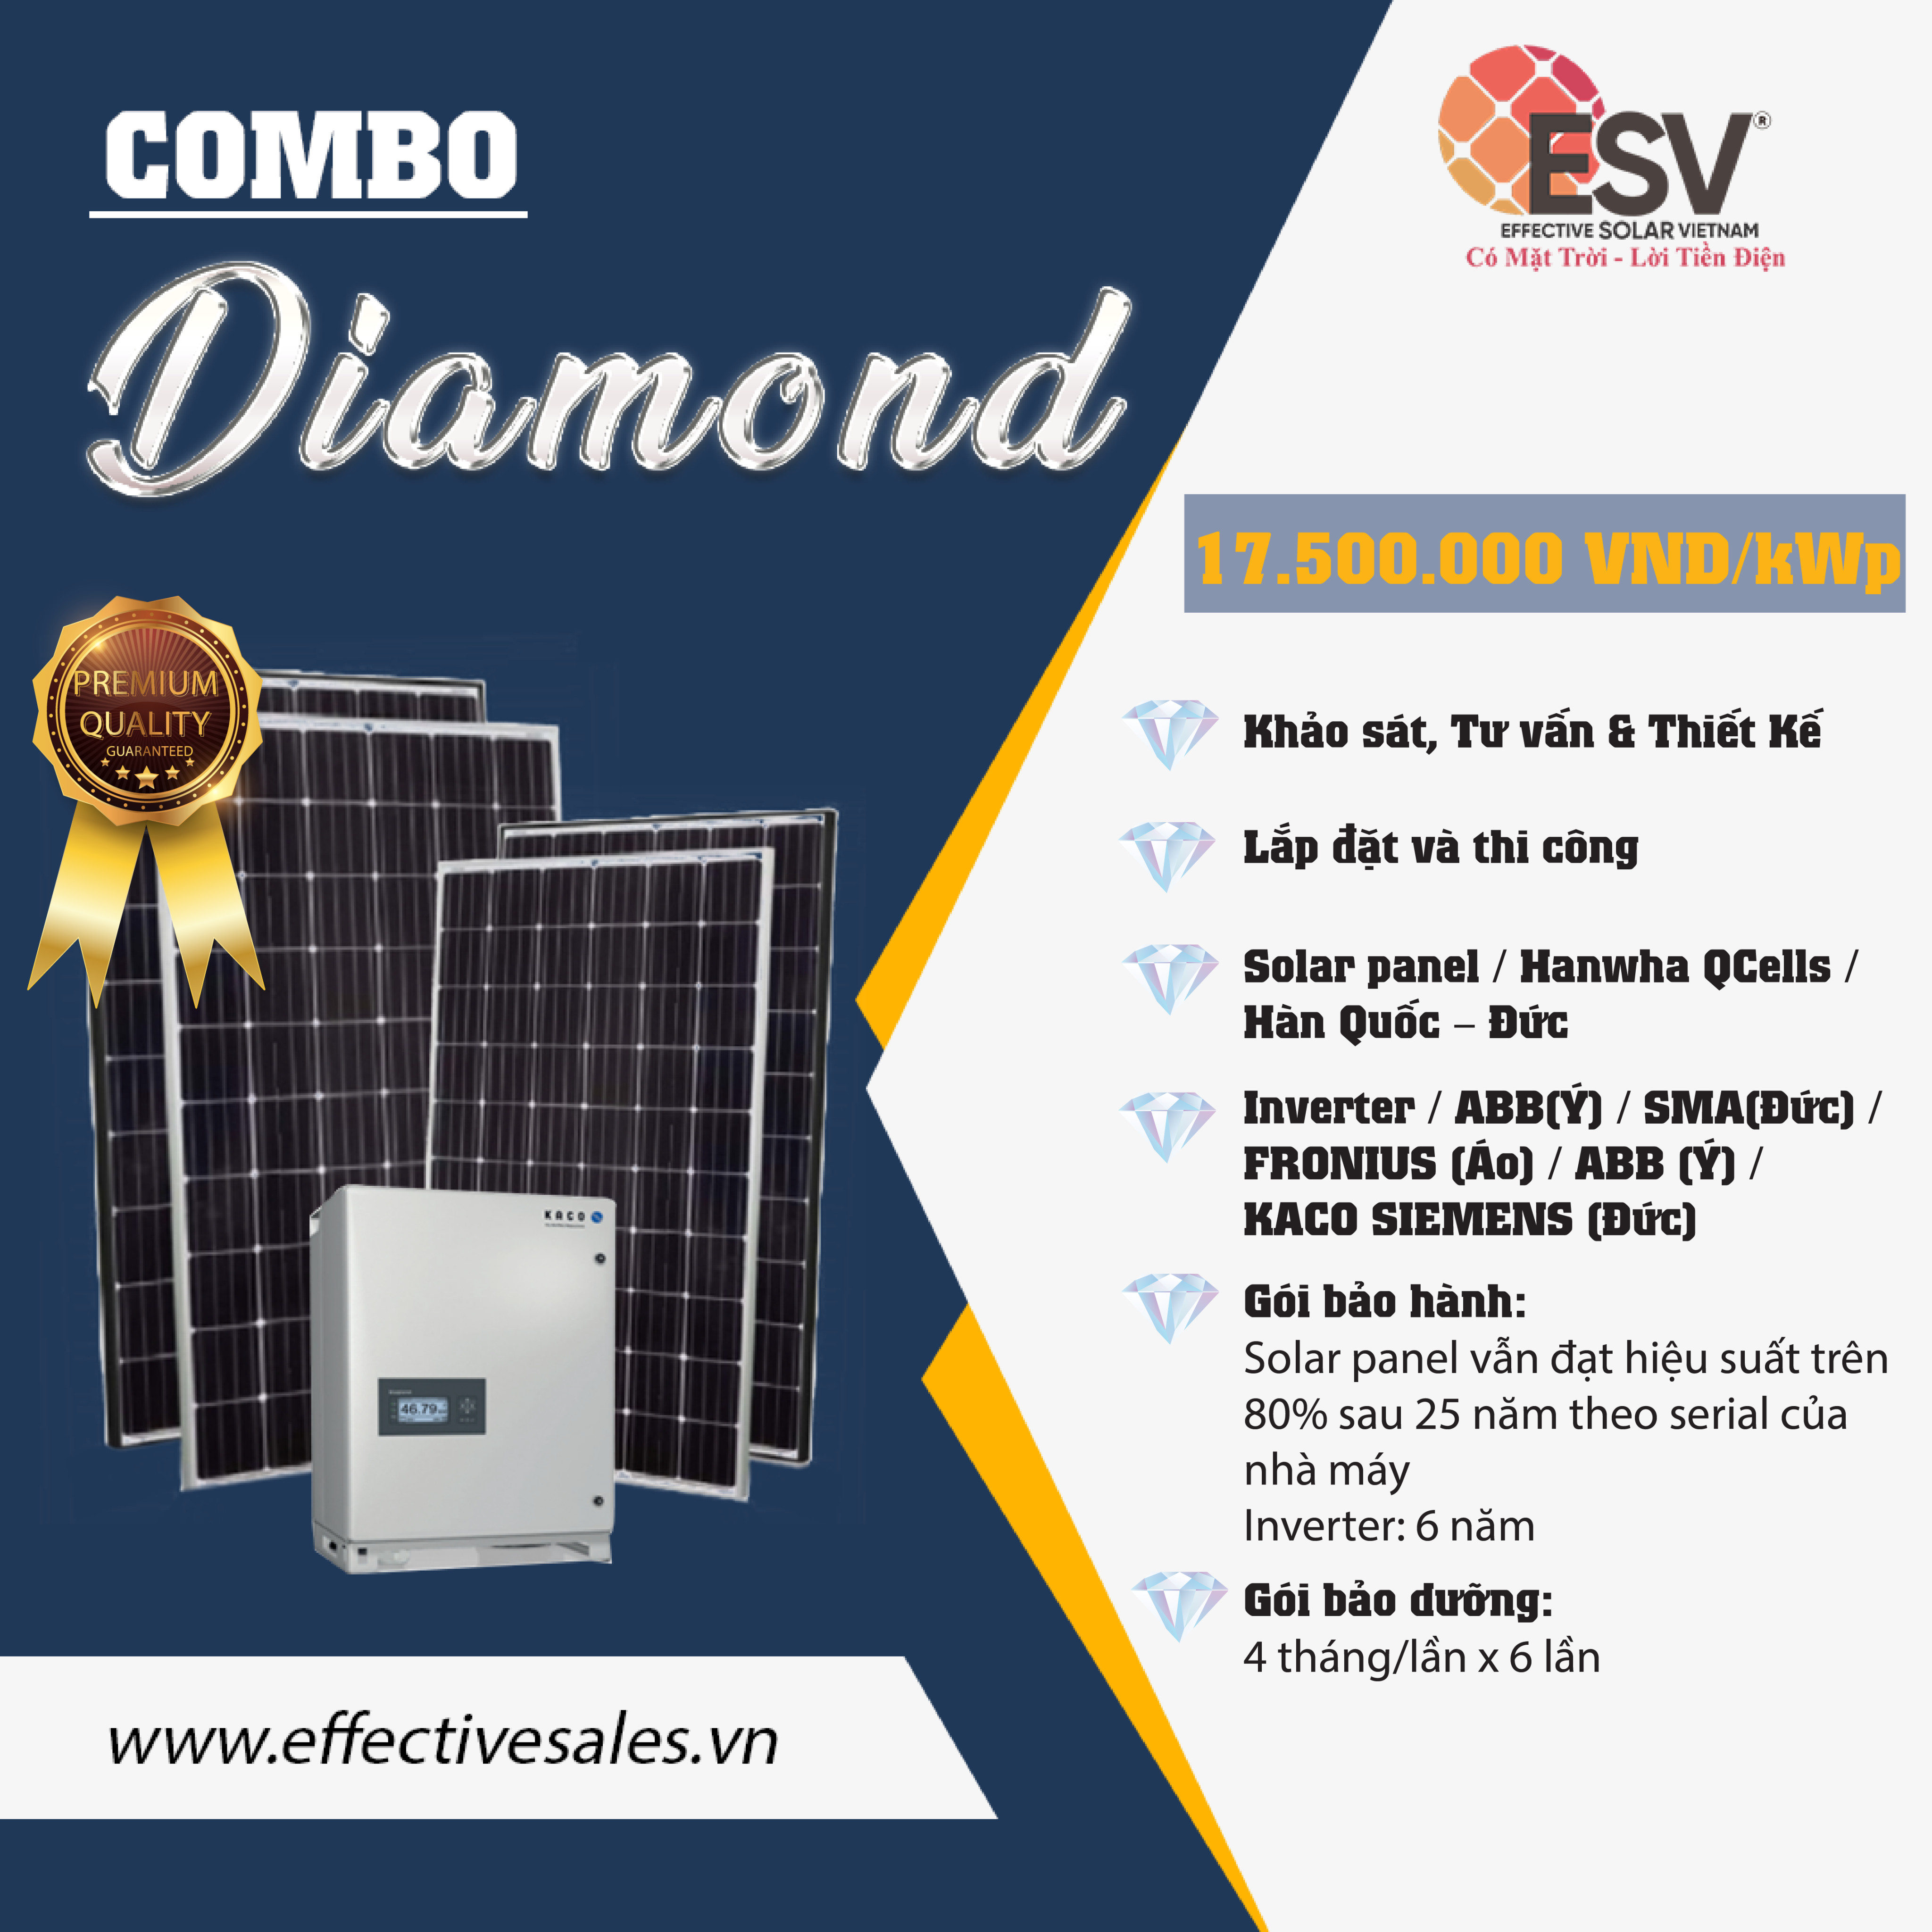 COMBO
Diamond
ESV®
EFFECTIVE SOLAR VIETNAM
Có Mặt Trời - Lời Tiền Điện
17.500.000 VND/kWp
PREMIUM
QUALITY
GUARANTEED
Khảo sát, Tư vấn & Thiết Kế
Lắp đặt và thi công
Solar panel / Hanwha QCells /
Hàn Quốc – Đức
Inverter / ABB(Ý) / SMA(Đức) /
FRONIUS (Áo) / ABB (Ý) /
KACO SIEMENS (Đức)
Gói bảo hành:
Solar panel vẫn đạt hiệu suất trên
80% sau 25 năm theo serial của
nhà máy
Inverter: 6 năm
Gói bảo dưỡng:
4 tháng/lần x 6 lần
KACO
46.79
www.effectivesales.vn